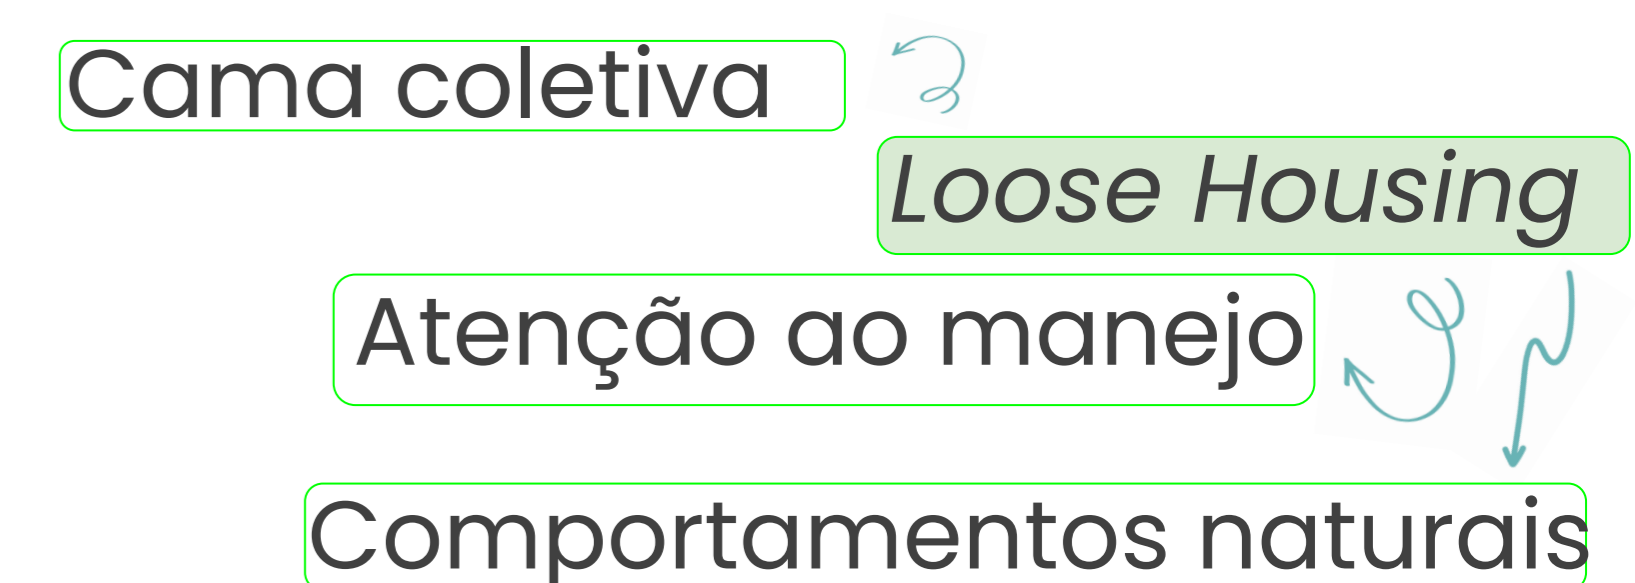 Cama coletiva
Loose Housing
Atenção ao manejo
Comportamentos naturais